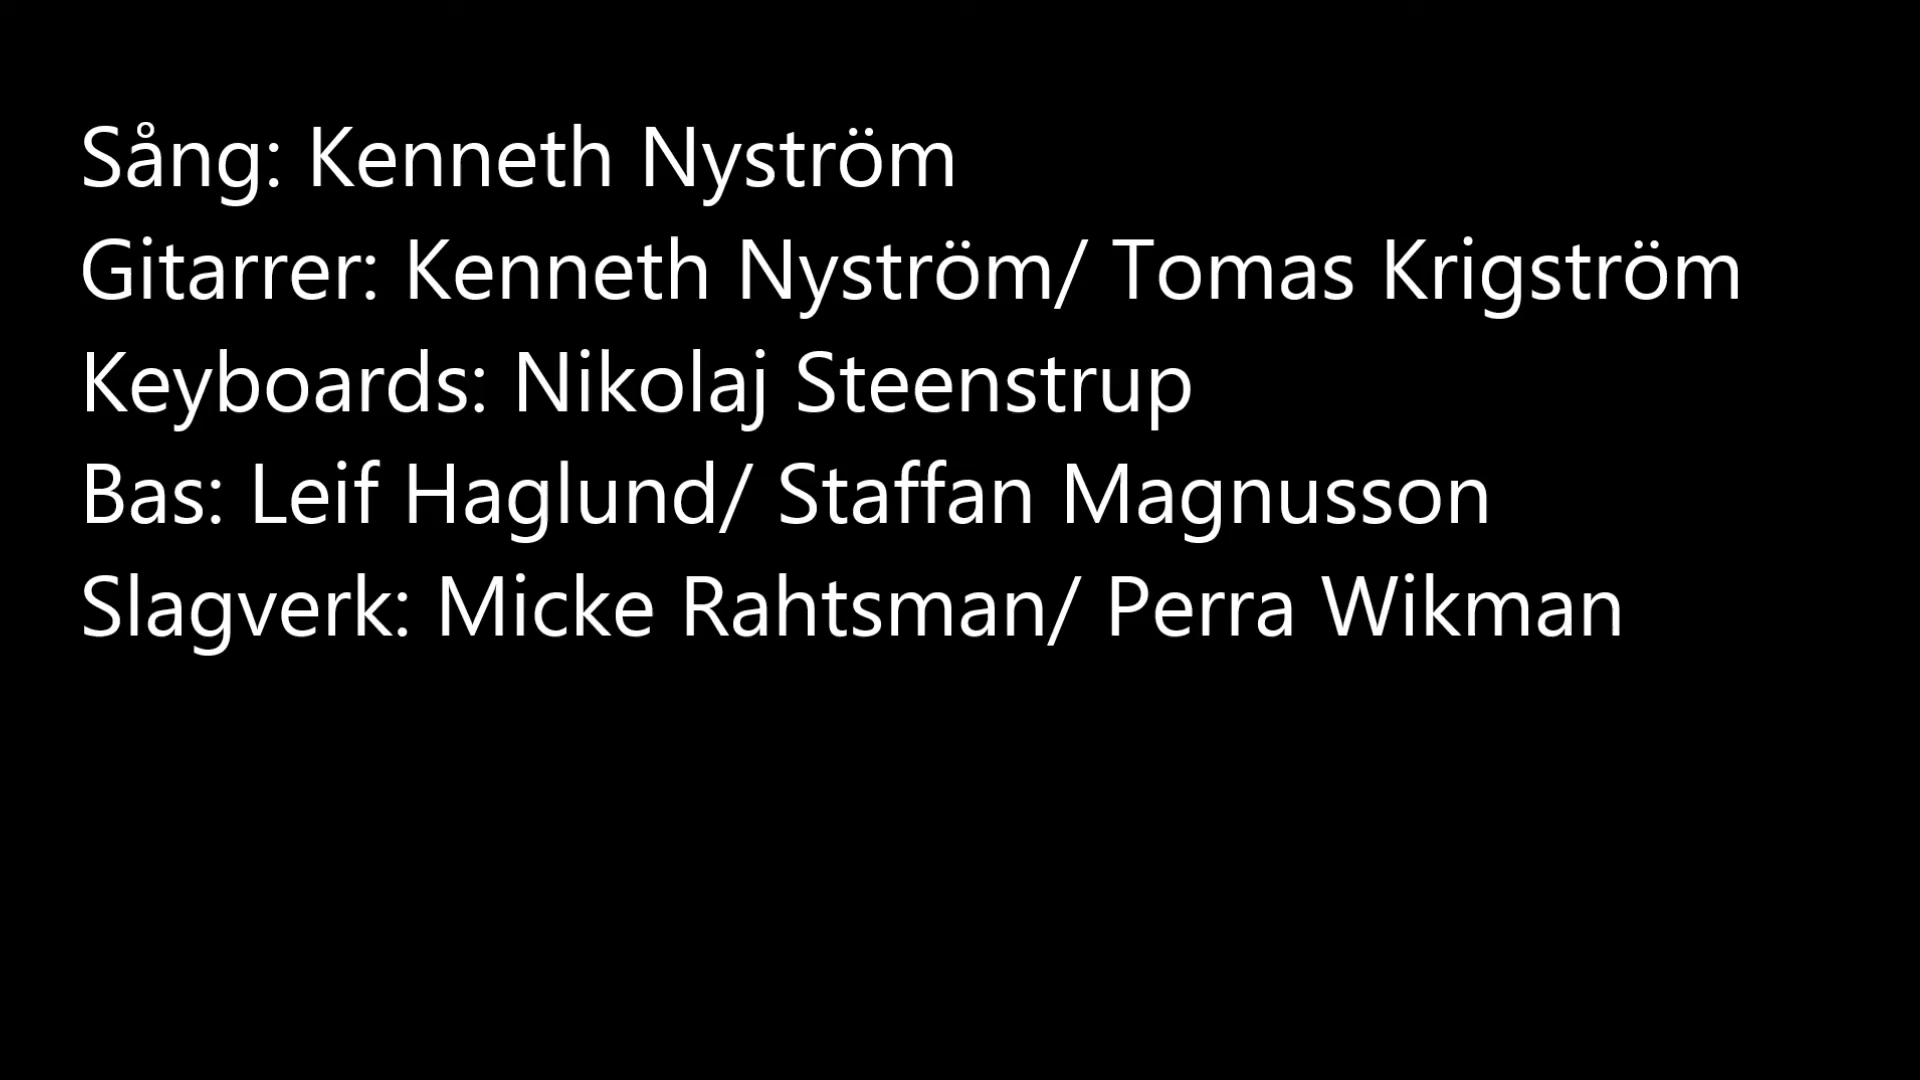 Sång: Kenneth Nyström
Gitarrer: Kenneth Nyström/ Tomas Krigström
Keyboards: Nikolaj Steenstrup
Bas: Leif Haglund/ Staffan Magnusson
Slagverk: Micke Rahtsman/ Perra Wikman